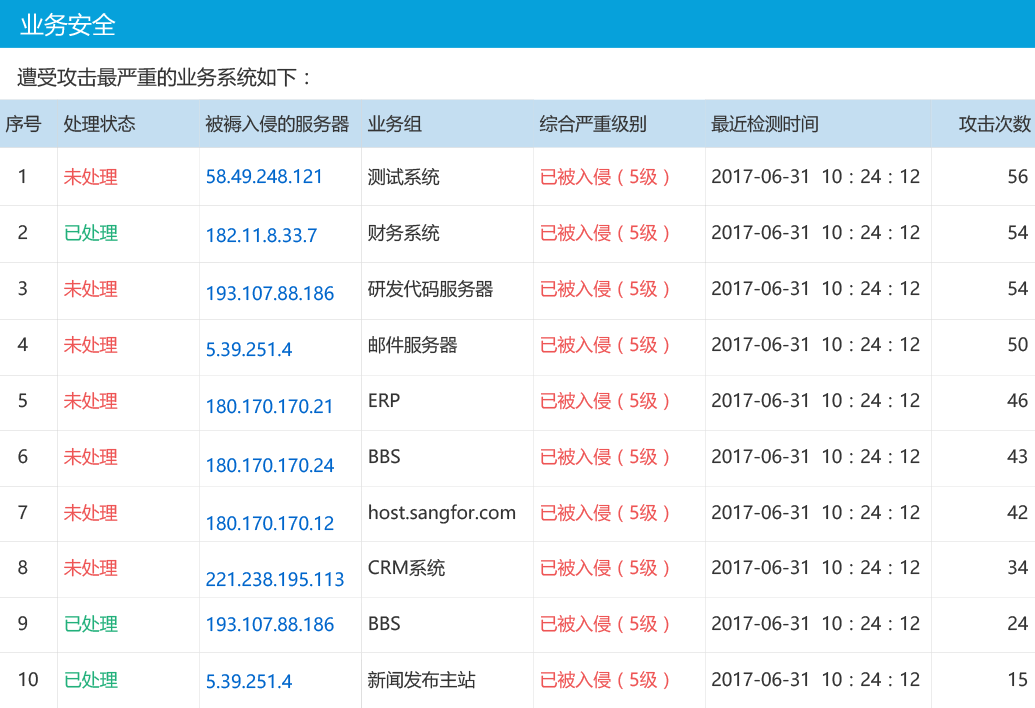 业务安全
遭受攻击最严重的业务系统如下：
序号 处理状态 被褥入侵的服务器 业务组 综合严重级别 最近检测时间 攻击次数
1 未处理 58.49.248.121 测试系统 已被入侵（5级） 2017-06-31 10：24：12 56
2 已处理 182.11.8.33.7 财务系统 已被入侵（5级） 2017-06-31 10：24：12 54
3 未处理 193.107.88.186 研发代码服务器 已被入侵（5级） 2017-06-31 10：24：12 54
4 未处理 5.39.251.4 邮件服务器 已被入侵（5级） 2017-06-31 10：24：12 50
5 未处理 180.170.170.21 ERP 已被入侵（5级） 2017-06-31 10：24：12 46
6 未处理 180.170.170.24 BBS 已被入侵（5级） 2017-06-31 10：24：12 43
7 未处理 180.170.170.12 host.sangfor.com 已被入侵（5级） 2017-06-31 10：24：12 42
8 未处理 221.238.195.113 CRM系统 已被入侵（5级） 2017-06-31 10：24：12 34
9 已处理 193.107.88.186 BBS 已被入侵（5级） 2017-06-31 10：24：12 24
10 已处理 5.39.251.4 新闻发布主站 已被入侵（5级） 2017-06-31 10：24：12 15